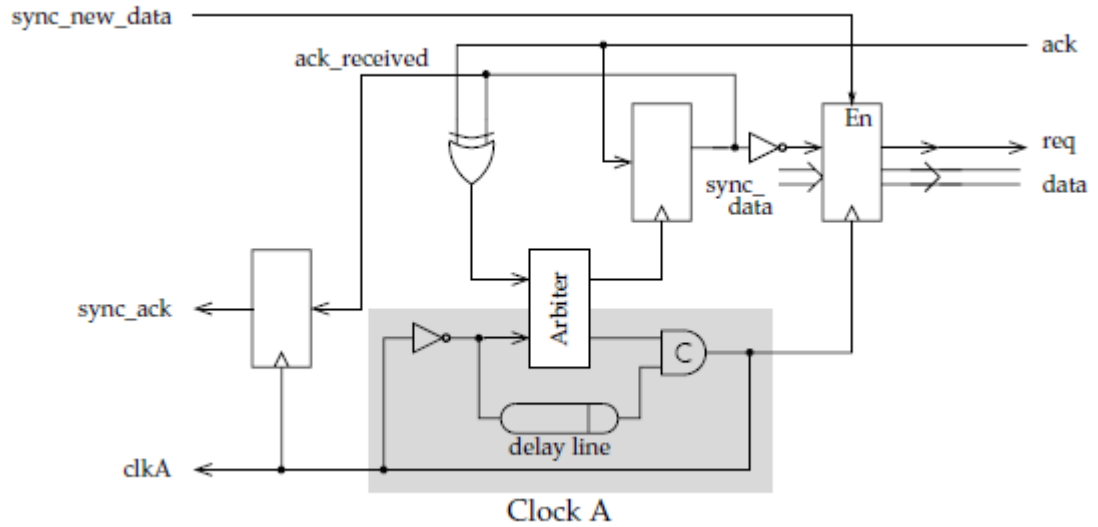 sync_new_data
ack
ack_received
En
req
sync_
data
data
Arbiter
sync_ack
C
delay line
clkA
Clock A